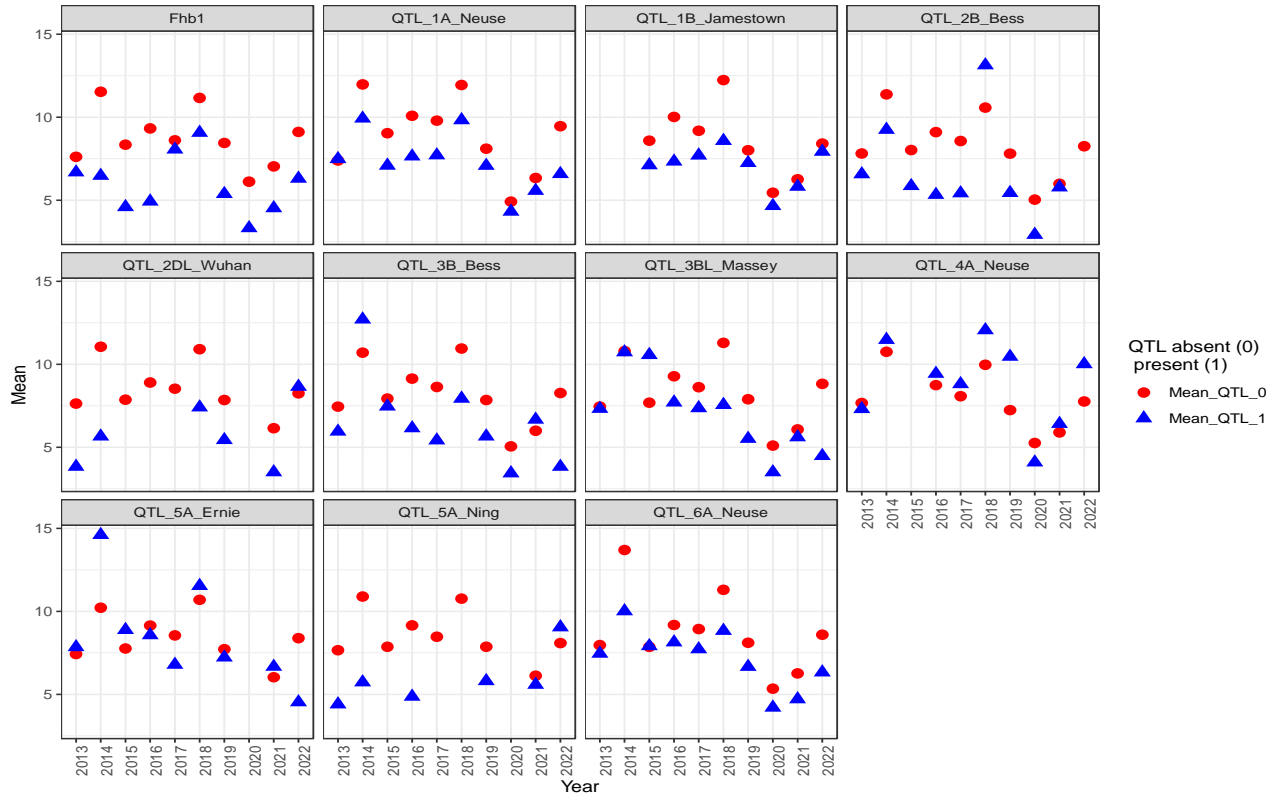 Fhb1
QTL_1A_Neuse
QTL_1B_Jamestown
QTL_2B_Bess
15
10
5
QTL_2DL_Wuhan
QTL_3B_Bess
QTL_3BL_Massey
QTL_4A_Neuse
15
10
5
Mean
2013 2014 2015 2016 2017 2018 2019 2020 2021 2022
QTL absent (0)
present (1)
Mean_QTL_0
Mean_QTL_1
QTL_5A_Ernie
QTL_5A_Ning
QTL_6A_Neuse
15
10
5
2013 2014 2015 2016 2017 2018 2019 2020 2021 2022
2013 2014 2015 2016 2017 2018 2019 2020 2021 2022
2013 2014 2015 2016 2017 2018 2019 2020 2021 2022
Year